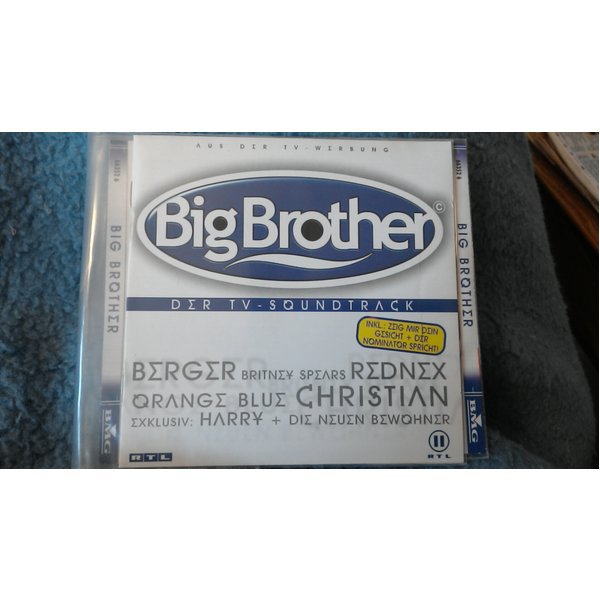 AUS DER TV-WERBUNG
Big Brother ©
DER TV-SOUNDTRACK
INKL.: ZEIG MIR DEIN
GESICHT + DER
NOMINATOR SPRICHT!
BERGER BRITNEY SPEARS REDNEX
ORANGE BLUE CHRISTIAN
EXKLUSIV: HARRY + DIE NEUEN BEWOHNER
RTL
II
RTL
BIG BROTHER
BMG
BIG BROTHER
BMG